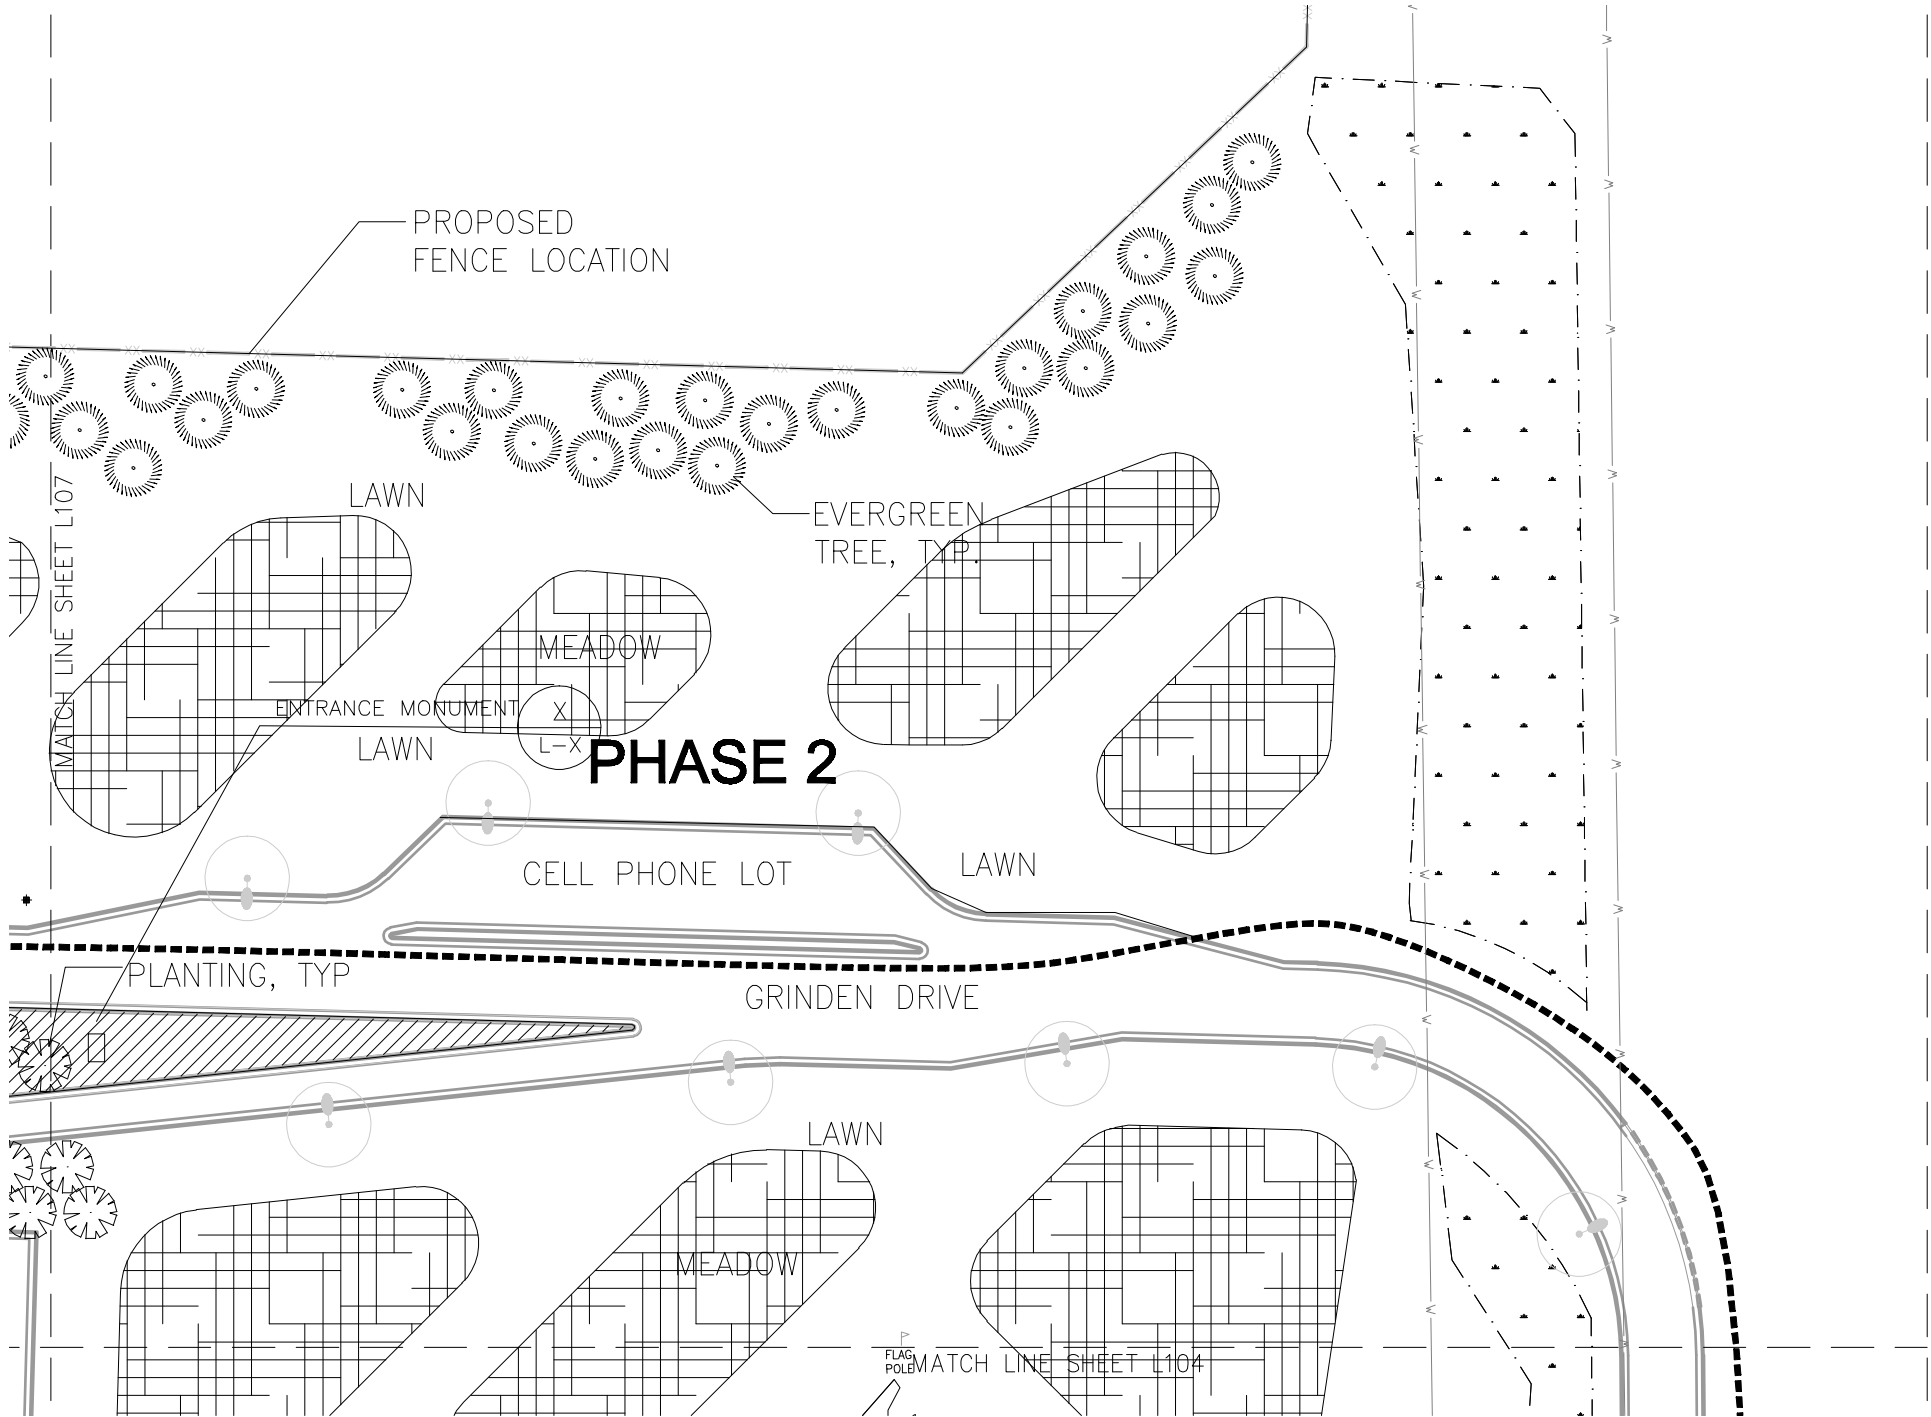 PROPOSED
FENCE LOCATION
MATCH LINE SHEET L107
LAWN
EVERGREEN
TREE, TYP.
MEADOW
ENTRANCE MONUMENT
X
L-X
LAWN
PHASE 2
CELL PHONE LOT
LAWN
PLANTING, TYP
GRINDEN DRIVE
LAWN
MEADOW
FLAG
POLE
MATCH LINE SHEET L104